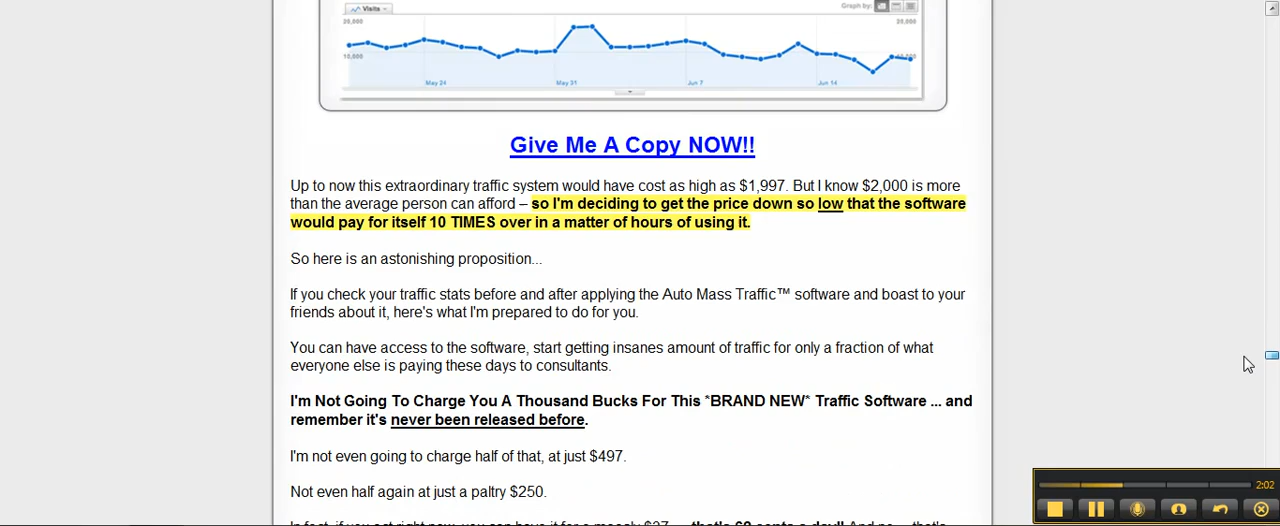 Visits
Graph by:
20,000
20,000
10,000
10,000
May 24
May 31
Jun 7
Jun 14
Give Me A Copy NOW!!
Up to now this extraordinary traffic system would have cost as high as $1,997. But I know $2,000 is more
than the average person can afford – so I'm deciding to get the price down so low that the software
would pay for itself 10 TIMES over in a matter of hours of using it.
So here is an astonishing proposition...
If you check your traffic stats before and after applying the Auto Mass Traffic™ software and boast to your
friends about it, here's what I'm prepared to do for you.
You can have access to the software, start getting insanes amount of traffic for only a fraction of what
everyone else is paying these days to consultants.
I'm Not Going To Charge You A Thousand Bucks For This *BRAND NEW* Traffic Software ... and
remember it's never been released before.
I'm not even going to charge half of that, at just $497.
Not even half again at just a paltry $250.
2:02